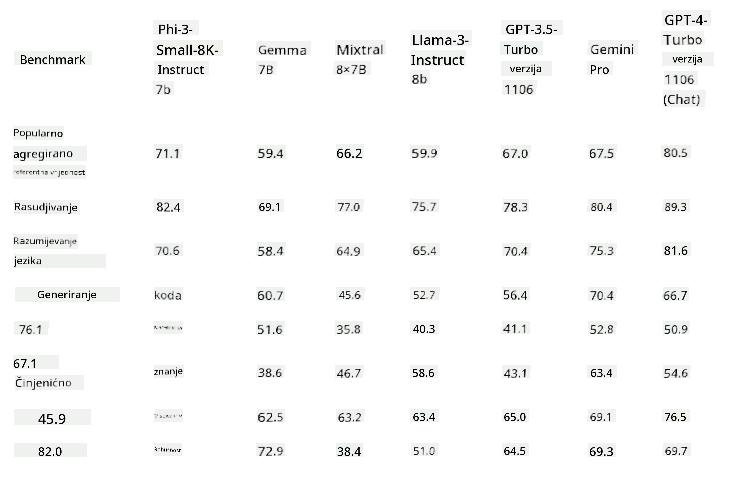 Benchmark Phi-3-Small-8K-Instruct 7b Gemma 7B Mixtral 8×7B Llama-3-Instruct 8b GPT-3.5-Turbo verzija 1106 Gemini Pro GPT-4-Turbo verzija 1106 (Chat)
Popularno agregirano referentna vrijednost 71.1 59.4 66.2 59.9 67.0 67.5 80.5
Rasudjivanje 82.4 69.1 77.0 75.7 78.3 80.4 89.3
Razumijevanje jezika 70.6 58.4 64.9 65.4 70.4 75.3 81.6
Generiranje koda 60.7 45.6 52.7 56.4 70.4 66.7
76.1 51.6 35.8 40.3 41.1 52.8 50.9
67.1 Činjenično znanje 38.6 46.7 58.6 43.1 63.4 54.6
45.9 62.5 63.2 63.4 65.0 69.1 76.5
82.0 Robusnost 72.9 38.4 51.0 64.5 69.3 69.7